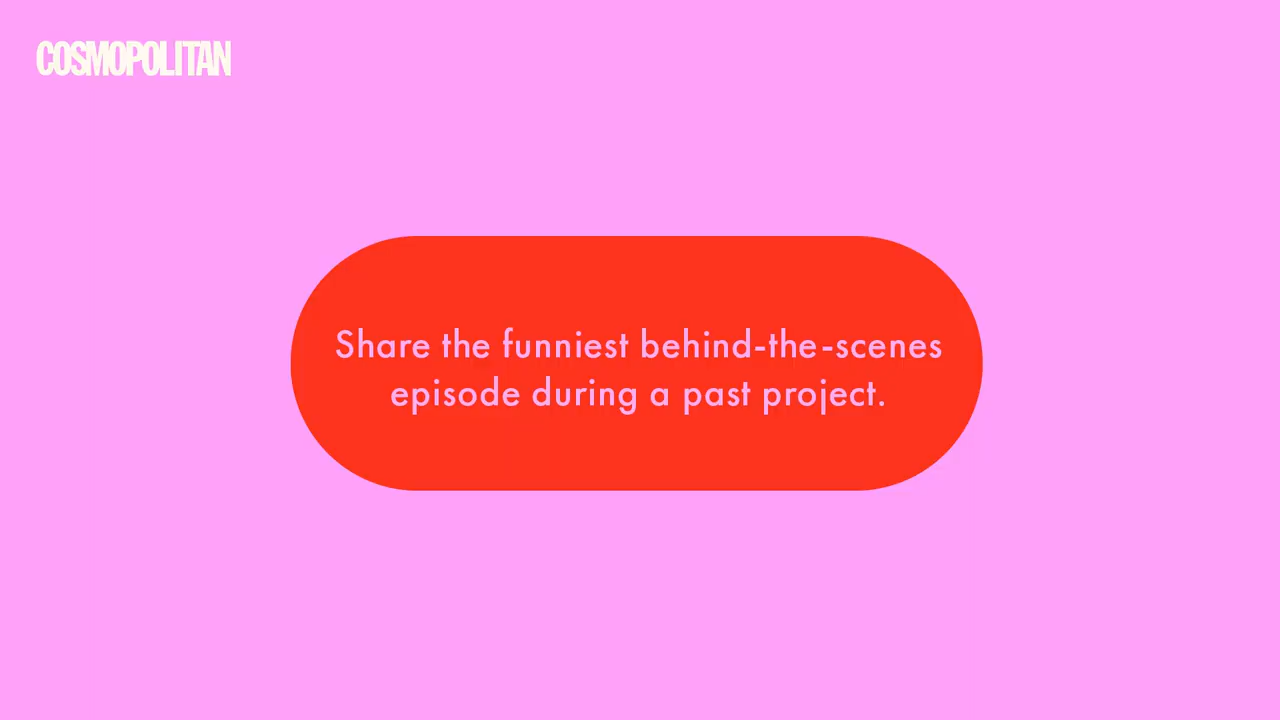 COSMOPOLITAN
Share the funniest behind-the-scenes
episode during a past project.